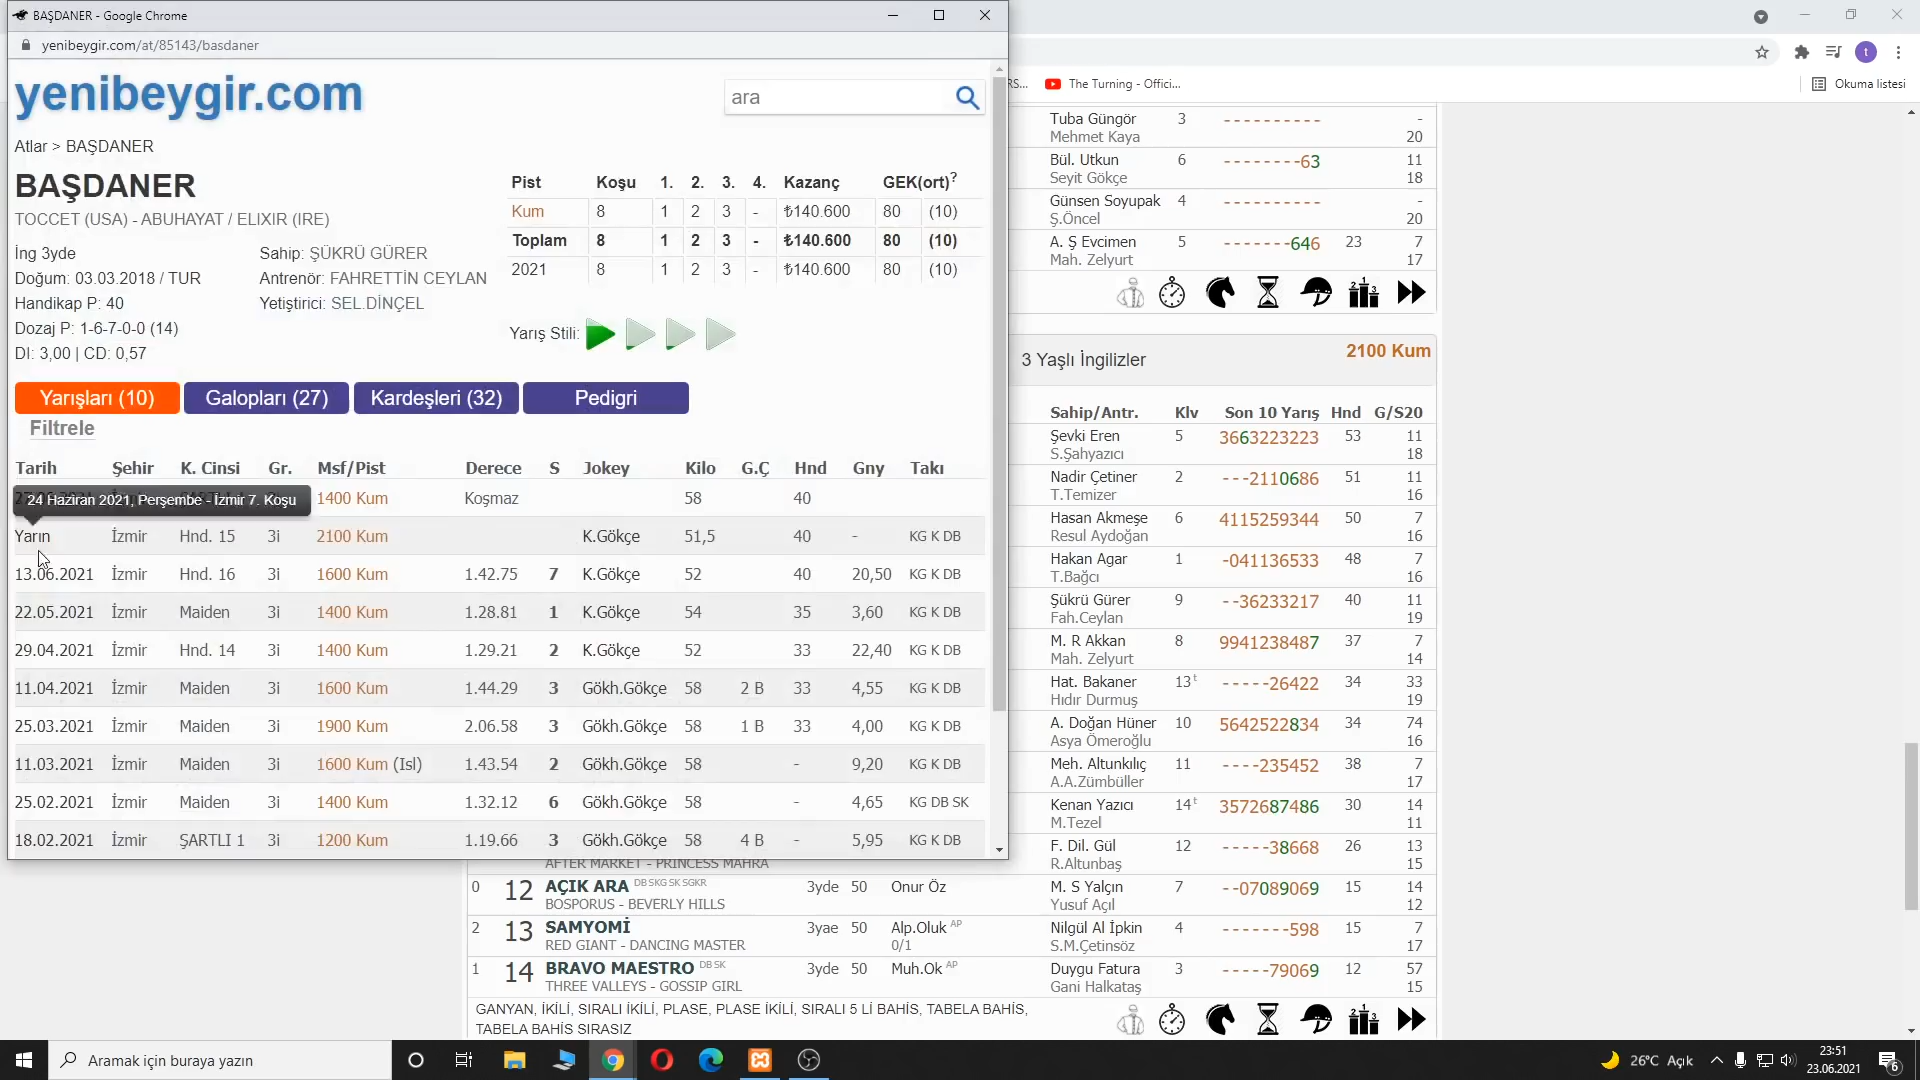 BAŞDANER - Google Chrome
yenibeygir.com/at/85143/basdaner
RS...
The Turning - Offici...
Okuma listesi
t
yenibeygir.com
ara
Atlar > BAŞDANER
BAŞDANER
TOCCET (USA) - ABUHAYAT / ELIXIR (IRE)
İng 3yde
Doğum: 03.03.2018 / TUR
Handikap P: 40
Dozaj P: 1-6-7-0-0 (14)
DI: 3,00 | CD: 0,57
Sahip: ŞÜKRÜ GÜRER
Antrenör: FAHRETTİN CEYLAN
Yetiştirici: SEL.DİNÇEL
Pist Koşu 1. 2. 3. 4. Kazanç GEK(ort)?
Kum 8 1 2 3 - ₺140.600 80 (10)
Toplam 8 1 2 3 - ₺140.600 80 (10)
2021 8 1 2 3 - ₺140.600 80 (10)
Yarış Stili:
Yarışları (10) Galopları (27) Kardeşleri (32) Pedigri
Filtrele
Tarih Şehir K. Cinsi Gr. Msf/Pist Derece S Jokey Kilo G.Ç Hnd Gny Takı
24 Haziran 2021, Perşembe - İzmir 7. Koşu
1400 Kum Koşmaz 58 40
Yarın İzmir Hnd. 15 3i 2100 Kum K.Gökçe 51,5 40 - KG K DB
13.06.2021 İzmir Hnd. 16 3i 1600 Kum 1.42.75 7 K.Gökçe 52 40 20,50 KG K DB
22.05.2021 İzmir Maiden 3i 1400 Kum 1.28.81 1 K.Gökçe 54 35 3,60 KG K DB
29.04.2021 İzmir Hnd. 14 3i 1400 Kum 1.29.21 2 K.Gökçe 52 33 22,40 KG K DB
11.04.2021 İzmir Maiden 3i 1600 Kum 1.44.29 3 Gökh.Gökçe 58 2 B 33 4,55 KG K DB
25.03.2021 İzmir Maiden 3i 1900 Kum 2.06.58 3 Gökh.Gökçe 58 1 B 33 4,00 KG K DB
11.03.2021 İzmir Maiden 3i 1600 Kum (Isl) 1.43.54 2 Gökh.Gökçe 58 - 9,20 KG K DB
25.02.2021 İzmir Maiden 3i 1400 Kum 1.32.12 6 Gökh.Gökçe 58 - 4,65 KG DB SK
18.02.2021 İzmir ŞARTLI 1 3i 1200 Kum 1.19.66 3 Gökh.Gökçe 58 4 B - 5,95 KG K DB
Tuba Güngör 3 ---------- -
Mehmet Kaya 20
Bül. Utkun 6 --------63 11
Seyit Gökçe 18
Günsen Soyupak 4 ---------- -
Ş.Öncel 20
A. Ş Evcimen 5 -------646 23 7
Mah. Zelyurt 17
3 Yaşlı İngilizler 2100 Kum
Sahip/Antr. Klv Son 10 Yarış Hnd G/S20
Şevki Eren 5 3663223223 53 11
S.Şahyazıcı 18
Nadir Çetiner 2 ---2110686 51 11
T.Temizer 16
Hasan Akmeşe 6 4115259344 50 7
Resul Aydoğan 16
Hakan Agar 1 -041136533 48 7
T.Bağcı 16
Şükrü Gürer 9 --36233217 40 11
Fah.Ceylan 19
M. R Akkan 8 9941238487 37 7
Mah. Zelyurt 14
Hat. Bakaner 13t -----26422 34 33
Hıdır Durmuş 19
A. Doğan Hüner 10 5642522834 34 74
Asya Ömeroğlu 16
Meh. Altunkılıç 11 ----235452 38 7
A.A.Zümbüller 17
Kenan Yazıcı 14t 3572687486 30 14
M.Tezel 11
F. Dil. Gül 12 -----38668 26 13
AFTER MARKET - PRINCESS MAHRA R.Altunbaş 15
0 12 AÇIK ARA DB SKG SK SGKR 3yde 50 Onur Öz M. S Yalçın 7 --07089069 15 14
BOSPORUS - BEVERLY HILLS Yusuf Açıl 12
2 13 SAMYOMİ 3yae 50 Alp.Oluk AP Nilgül Al İpkin 4 -------598 15 7
RED GIANT - DANCING MASTER 0/1 S.M.Çetinsöz 17
1 14 BRAVO MAESTRO DB SK 3yde 50 Muh.Ok AP Duygu Fatura 3 -----79069 12 57
THREE VALLEYS - GOSSIP GIRL Gani Halkataş 15
GANYAN, İKİLİ, SIRALI İKİLİ, PLASE, PLASE İKİLİ, SIRALI 5 Lİ BAHİS, TABELA BAHİS,
TABELA BAHİS SIRASIZ
Aramak için buraya yazın
26°C Açık
23:51
23.06.2021
6